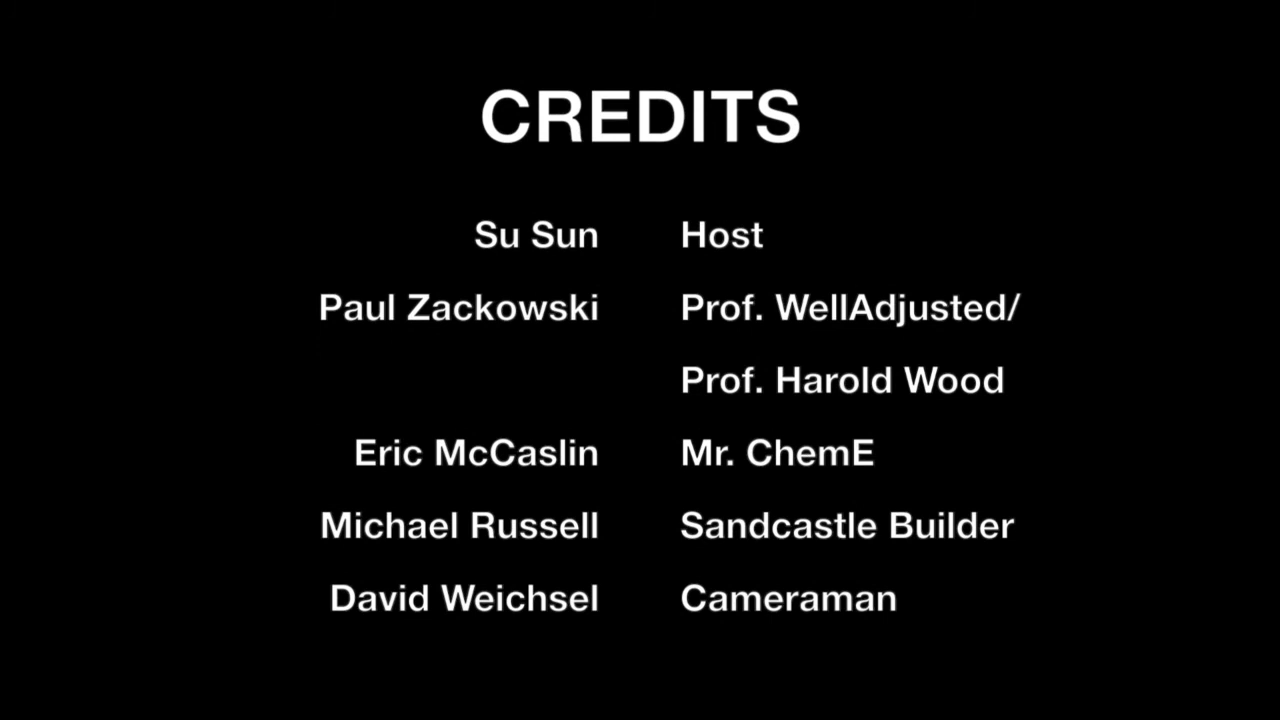 CREDITS
Su Sun Host
Paul Zackowski Prof. WellAdjusted/
Prof. Harold Wood
Eric McCaslin Mr. ChemE
Michael Russell Sandcastle Builder
David Weichsel Cameraman